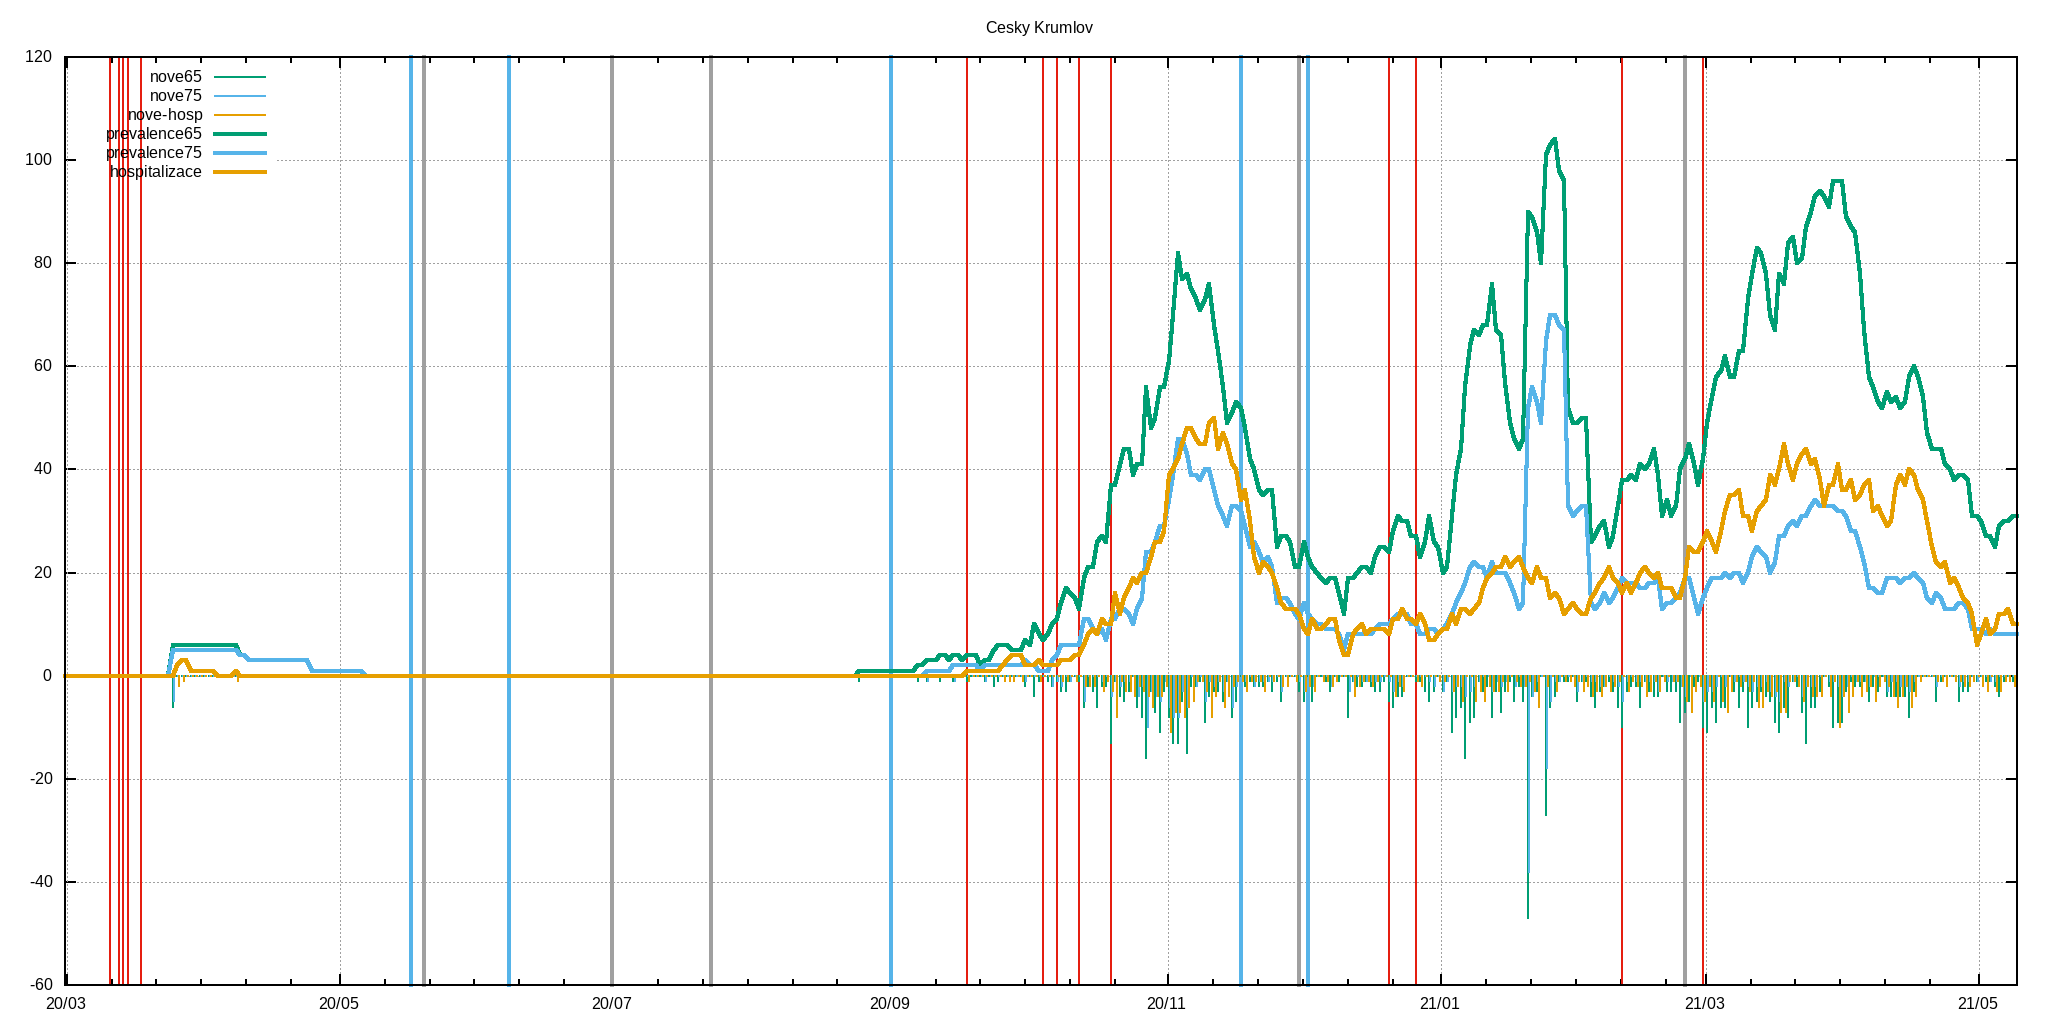 Cesky Krumlov
120
100
80
60
40
20
0
-20
-40
-60
nove65
nove75
nove-hosp
prevalence65
prevalence75
hospitalizace
20/03 20/05 20/07 20/09 20/11 21/01 21/03 21/05